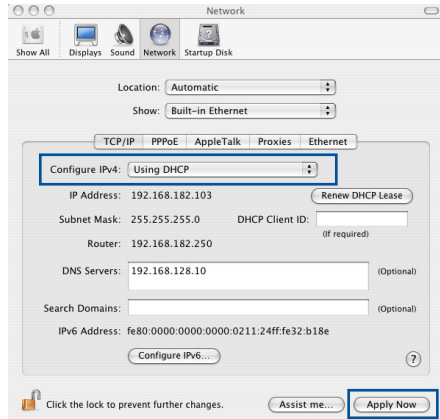 Network
Show All Displays Sound Network Startup Disk
Location: Automatic
Show: Built-in Ethernet
TCP/IP PPPoE AppleTalk Proxies Ethernet
Configure IPv4: Using DHCP
IP Address: 192.168.182.103 Renew DHCP Lease
Subnet Mask: 255.255.255.0 DHCP Client ID:
(If required)
Router: 192.168.182.250
DNS Servers: 192.168.128.10 (Optional)
Search Domains: (Optional)
IPv6 Address: fe80:0000:0000:0000:0211:24ff:fe32:b18e
Configure IPv6... ?
Click the lock to prevent further changes. Assist me... Apply Now